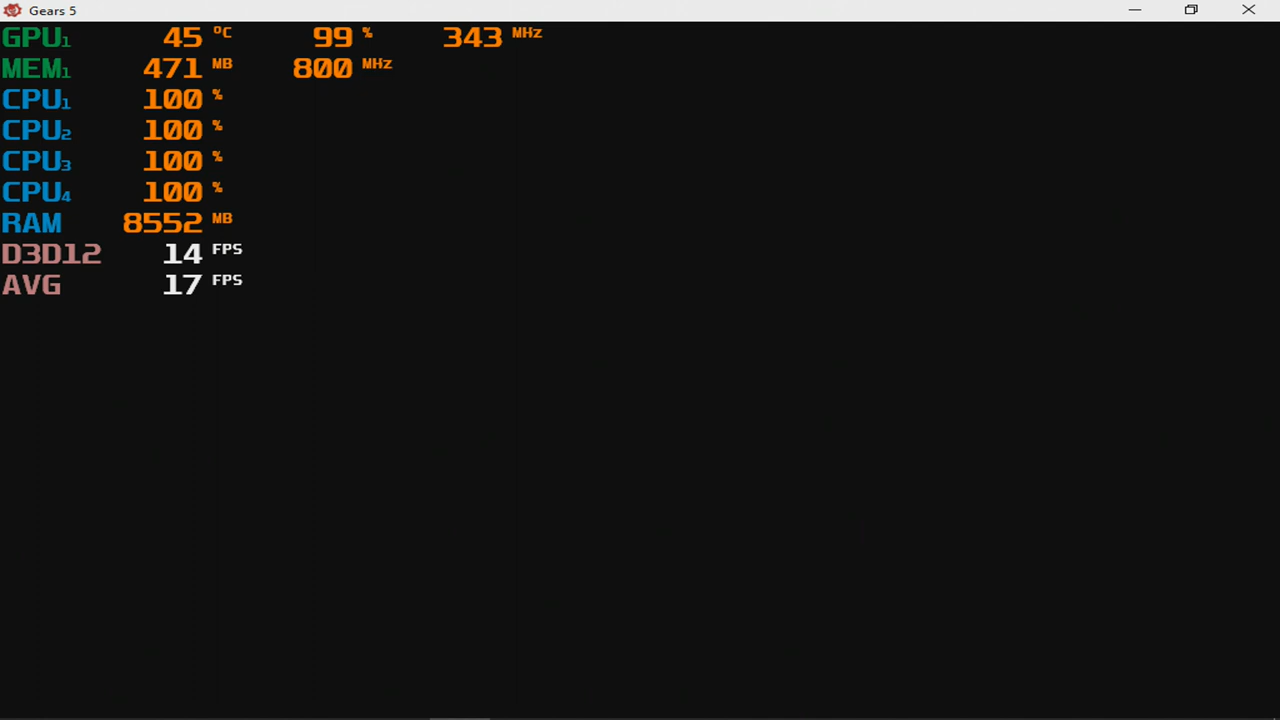 Gears 5
GPU1 45 °C 99 % 343 MHz
MEM1 471 MB 800 MHz
CPU1 100 %
CPU2 100 %
CPU3 100 %
CPU4 100 %
RAM 8552 MB
D3D12 14 FPS
AVG 17 FPS